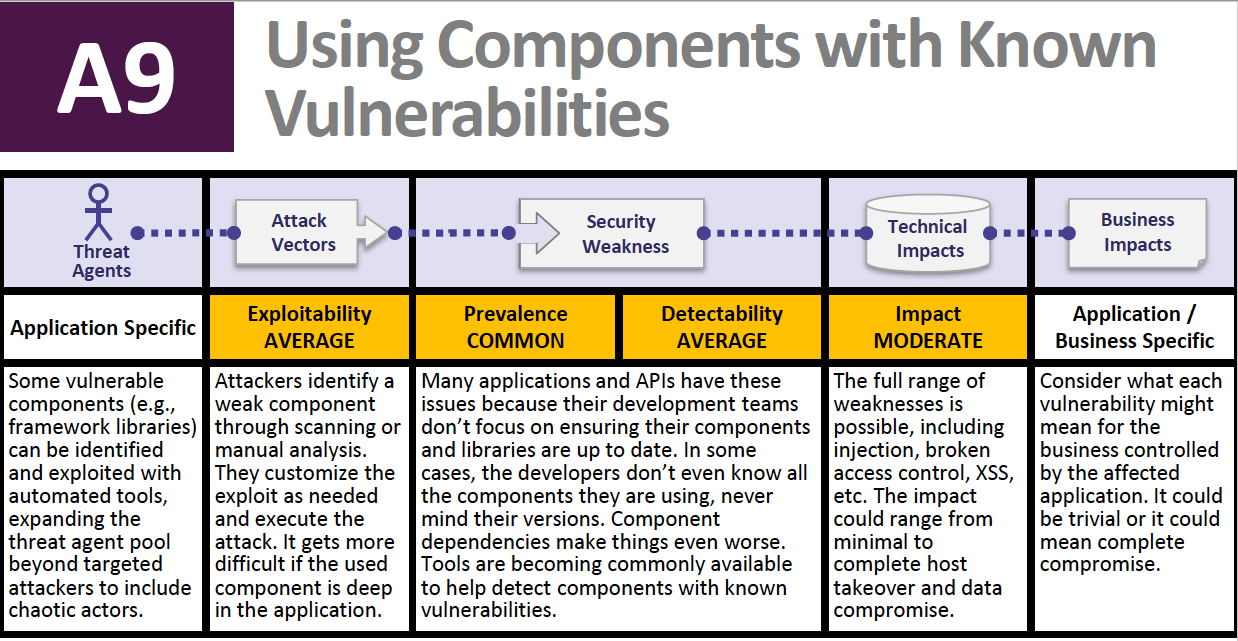 A9
Using Components with Known
Vulnerabilities
Threat
Agents
Attack
Vectors
Security
Weakness
Technical
Impacts
Business
Impacts
Application Specific
Exploitability
AVERAGE
Prevalence
COMMON
Detectability
AVERAGE
Impact
MODERATE
Application /
Business Specific
Some vulnerable
components (e.g.,
framework libraries)
can be identified
and exploited with
automated tools,
expanding the
threat agent pool
beyond targeted
attackers to include
chaotic actors.
Attackers identify a
weak component
through scanning or
manual analysis.
They customize the
exploit as needed
and execute the
attack. It gets more
difficult if the used
component is deep
in the application.
Many applications and APIs have these
issues because their development teams
don’t focus on ensuring their components
and libraries are up to date. In some
cases, the developers don’t even know all
the components they are using, never
mind their versions. Component
dependencies make things even worse.
Tools are becoming commonly available
to help detect components with known
vulnerabilities.
The full range of
weaknesses is
possible, including
injection, broken
access control, XSS,
etc. The impact
could range from
minimal to
complete host
takeover and data
compromise.
Consider what each
vulnerability might
mean for the
business controlled
by the affected
application. It could
be trivial or it could
mean complete
compromise.